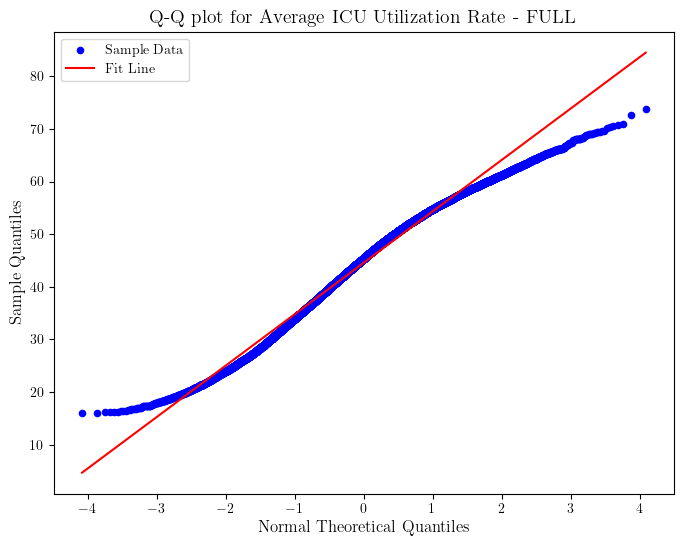 Q-Q plot for Average ICU Utilization Rate - FULL
Sample Data
Fit Line
80
70
60
50
40
30
20
10
Sample Quantiles
−4 −3 −2 −1 0 1 2 3 4
Normal Theoretical Quantiles